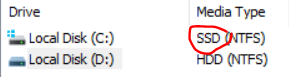 Drive Media Type
Local Disk (C:) SSD (NTFS)
Local Disk (D:) HDD (NTFS)